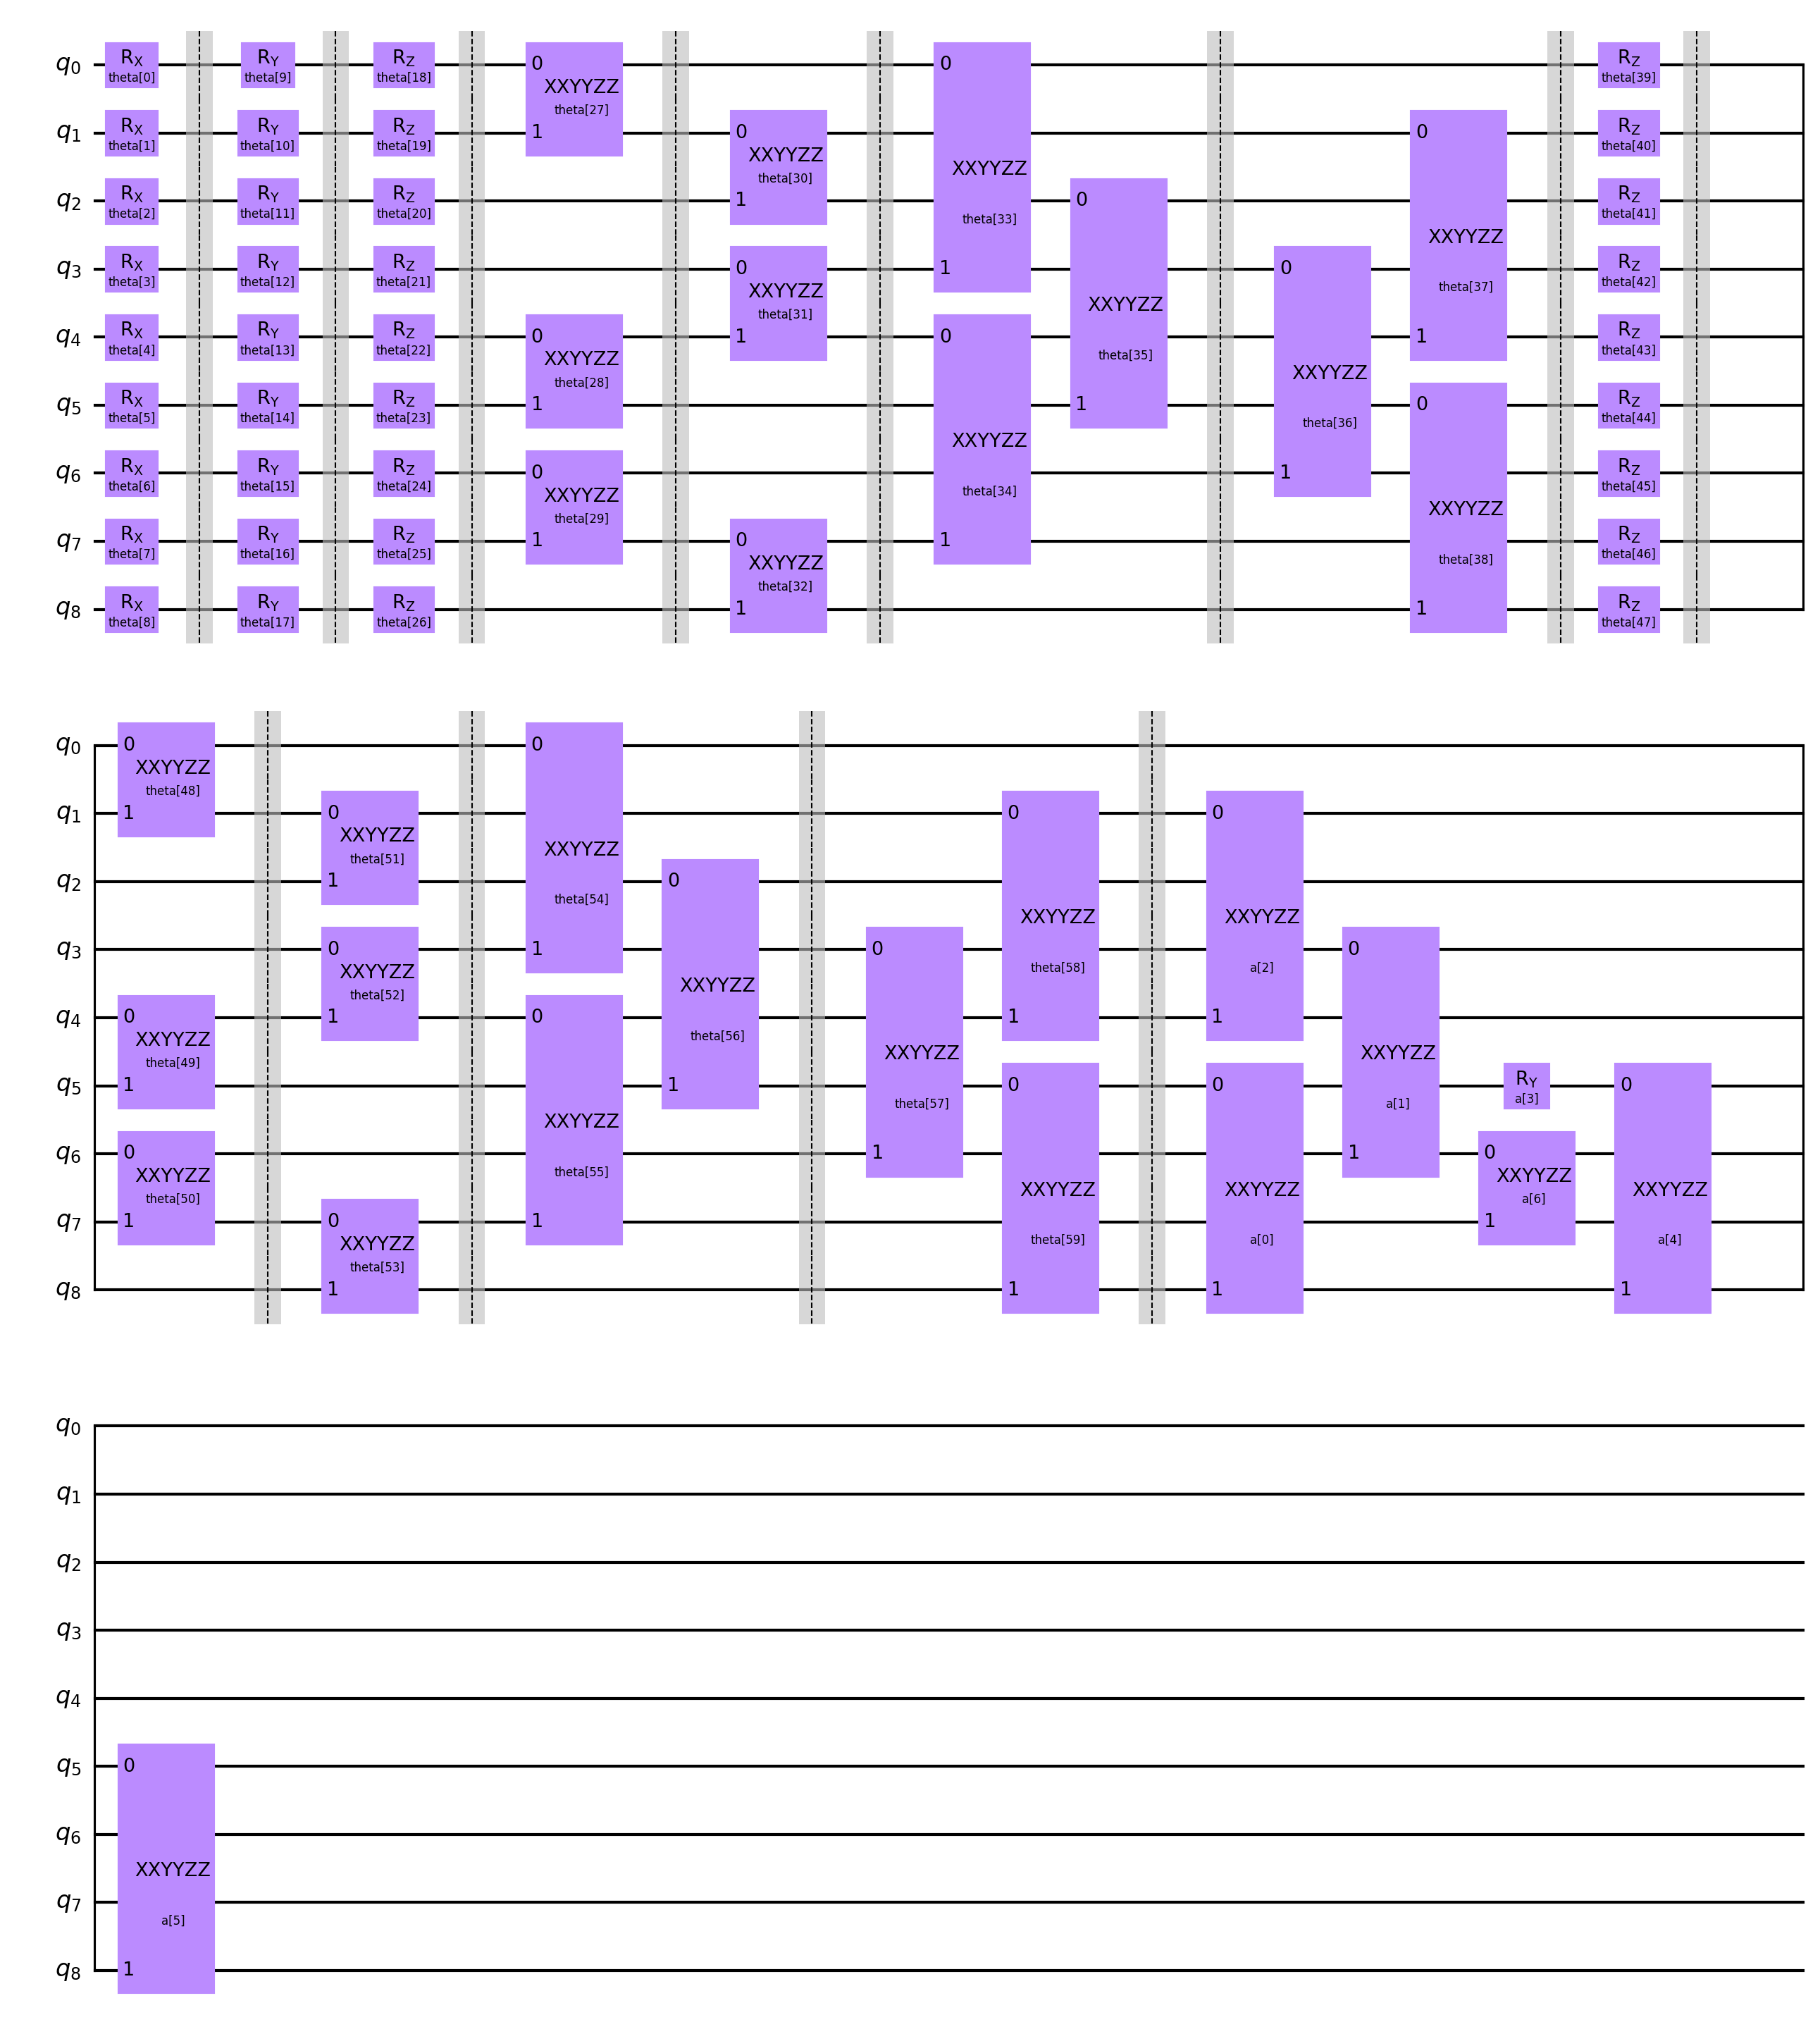 q0 RX theta[0] RY theta[9] RZ theta[18] 0 XXYYZZ theta[27] 0 RZ theta[39]
q1 RX theta[1] RY theta[10] RZ theta[19] 1 0 XXYYZZ theta[30] XXYYZZ theta[33] 0 RZ theta[40]
q2 RX theta[2] RY theta[11] RZ theta[20] 1 0 RZ theta[41]
q3 RX theta[3] RY theta[12] RZ theta[21] 0 XXYYZZ theta[31] 1 0 XXYYZZ theta[37] RZ theta[42]
q4 RX theta[4] RY theta[13] RZ theta[22] 0 XXYYZZ theta[28] 1 0 XXYYZZ theta[35] 1 RZ theta[43]
q5 RX theta[5] RY theta[14] RZ theta[23] 1 1 XXYYZZ theta[36] 0 RZ theta[44]
q6 RX theta[6] RY theta[15] RZ theta[24] 0 XXYYZZ theta[29] XXYYZZ theta[34] 1 RZ theta[45]
q7 RX theta[7] RY theta[16] RZ theta[25] 1 0 XXYYZZ theta[32] 1 XXYYZZ theta[38] RZ theta[46]
q8 RX theta[8] RY theta[17] RZ theta[26] 1 1 RZ theta[47]
q0 0 XXYYZZ theta[48] 0
q1 1 0 XXYYZZ theta[51] XXYYZZ theta[54] 0 0
q2 1 0 XXYYZZ theta[58] XXYYZZ a[2]
q3 0 XXYYZZ theta[52] 1 XXYYZZ theta[56] 0 0
q4 0 XXYYZZ theta[49] 1 0 XXYYZZ theta[57] 1 1 XXYYZZ a[1]
q5 1 XXYYZZ theta[55] 1 0 0 RY a[3] 0
q6 0 XXYYZZ theta[50] 1 XXYYZZ theta[59] XXYYZZ a[0] 1 0 XXYYZZ a[6] XXYYZZ a[4]
q7 1 0 XXYYZZ theta[53] 1 1
q8 1 1 1 1
q0
q1
q2
q3
q4
q5 0
q6 XXYYZZ
q7 a[5]
q8 1